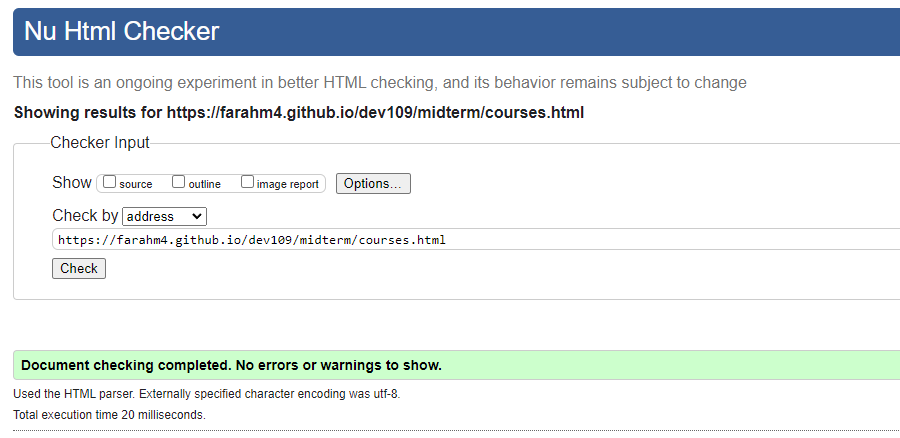 Nu Html Checker
This tool is an ongoing experiment in better HTML checking, and its behavior remains subject to change
Showing results for https://farahm4.github.io/dev109/midterm/courses.html
Checker Input
Show source outline image report Options...
Check by address
https://farahm4.github.io/dev109/midterm/courses.html
Check
Document checking completed. No errors or warnings to show.
Used the HTML parser. Externally specified character encoding was utf-8.
Total execution time 20 milliseconds.